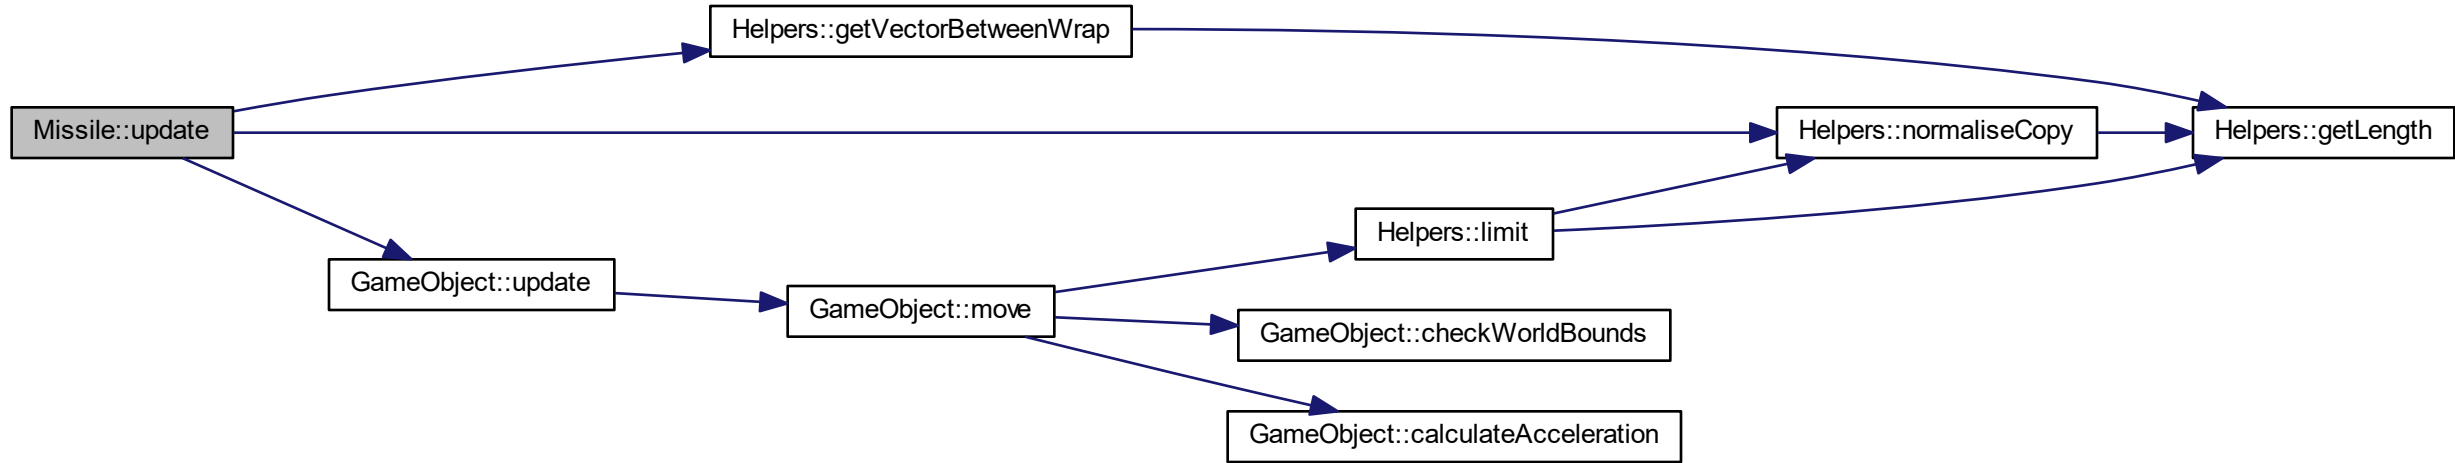 Helpers::getVectorBetweenWrap
Missile::update
Helpers::normaliseCopy
Helpers::getLength
Helpers::limit
GameObject::update
GameObject::move
GameObject::checkWorldBounds
GameObject::calculateAcceleration